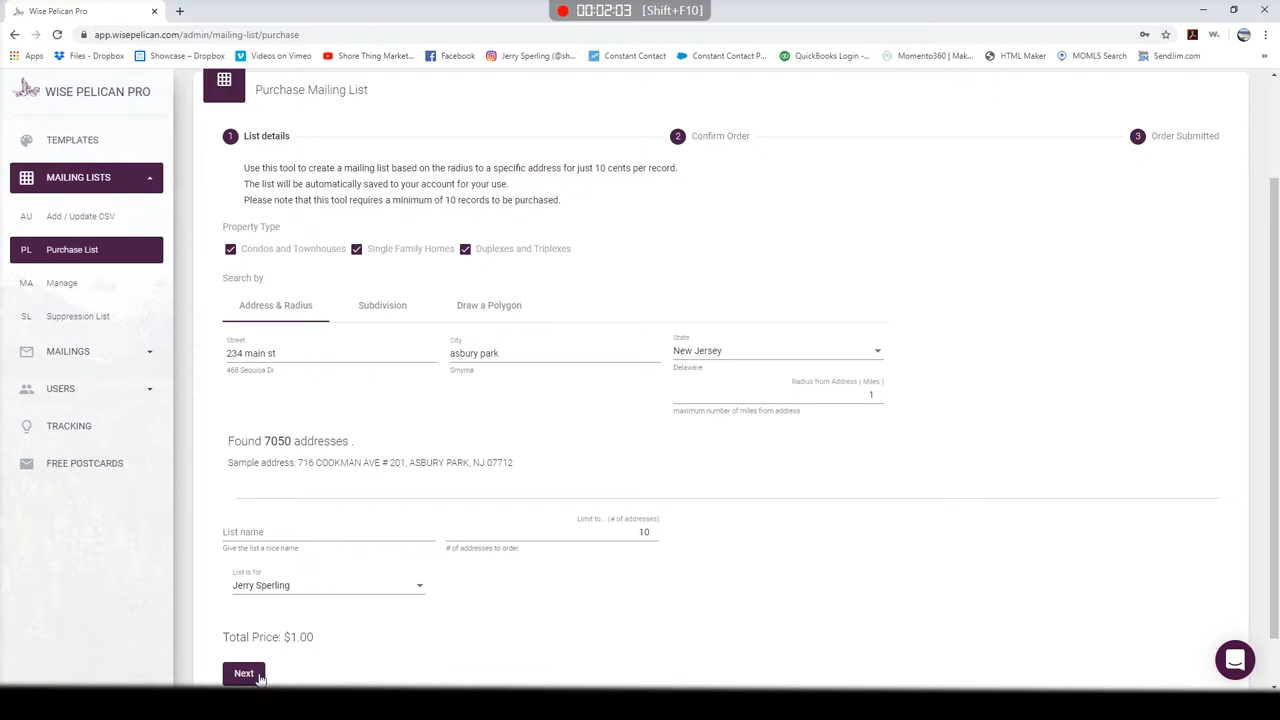 00:02:03 [Shift+F10]
Wise Pelican Pro
app.wisepelican.com/admin/mailing-list/purchase
Apps Files - Dropbox Showcase – Dropbox Videos on Vimeo Shore Thing Market... Facebook Jerry Sperling (@sh... Constant Contact Constant Contact P... QuickBooks Login -... Momento360 | Mak... HTML Maker MOMLS Search SendJim.com
WISE PELICAN PRO
TEMPLATES
MAILING LISTS
AU Add / Update CSV
PL Purchase List
MA Manage
SL Suppression List
MAILINGS
USERS
TRACKING
FREE POSTCARDS
Purchase Mailing List
1 List details
2 Confirm Order
3 Order Submitted
Use this tool to create a mailing list based on the radius to a specific address for just 10 cents per record.
The list will be automatically saved to your account for your use.
Please note that this tool requires a minimum of 10 records to be purchased.
Property Type
Condos and Townhouses Single Family Homes Duplexes and Triplexes
Search by
Address & Radius Subdivision Draw a Polygon
Street
234 main st
468 Sequoia Dr
City
asbury park
Smyrna
State
New Jersey
Delaware
Radius from Address ( Miles )
1
maximum number of miles from address
Found 7050 addresses .
Sample address: 716 COOKMAN AVE # 201, ASBURY PARK, NJ 07712
List name
Give the list a nice name
Limit to... (# of addresses)
10
# of addresses to order
List is for
Jerry Sperling
Total Price: $1.00
Next